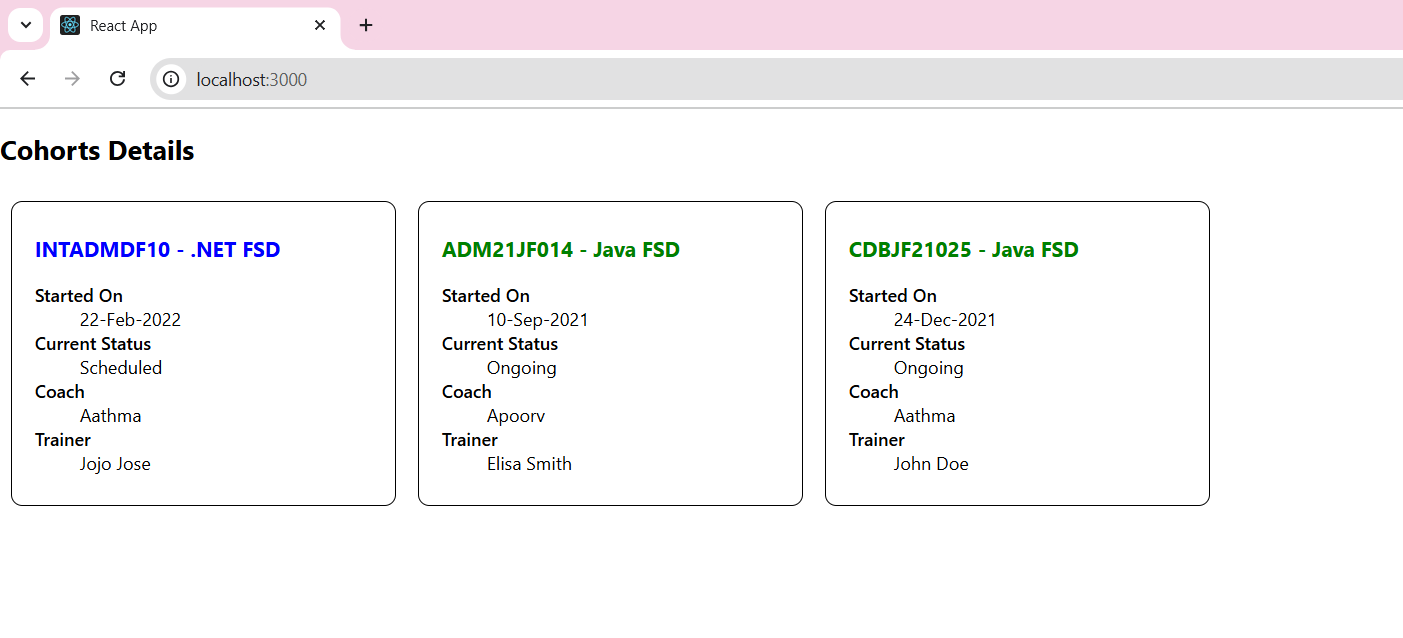 React App
localhost:3000
Cohorts Details
INTADMDF10 - .NET FSD
Started On
22-Feb-2022
Current Status
Scheduled
Coach
Aathma
Trainer
Jojo Jose
ADM21JF014 - Java FSD
Started On
10-Sep-2021
Current Status
Ongoing
Coach
Apoorv
Trainer
Elisa Smith
CDBJF21025 - Java FSD
Started On
24-Dec-2021
Current Status
Ongoing
Coach
Aathma
Trainer
John Doe